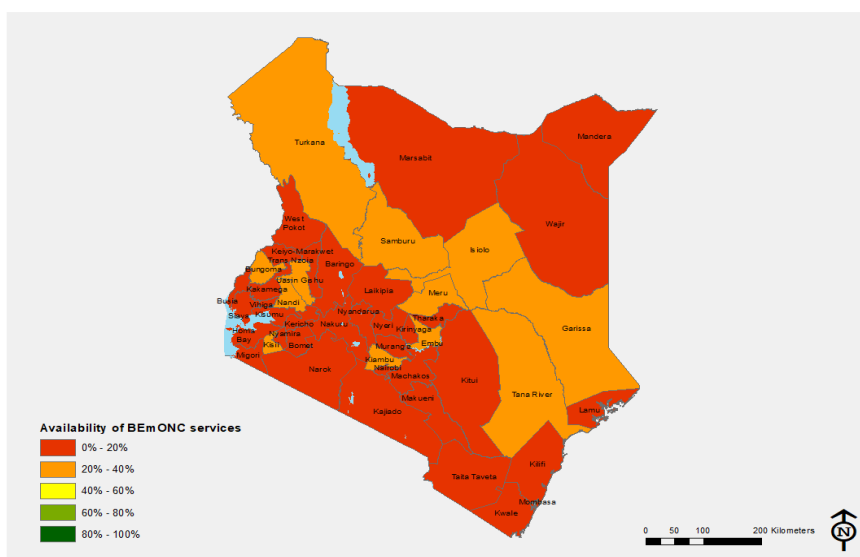 Turkana
Marsabit
Mandera
Wajir
West
Pokot
Samburu
Isiolo
Keiyo-Marakwet
Trans Nzoia
Baringo
Bungoma
Uasin Gishu
Kakamega
Laikipia
Meru
Busia
Vihiga
Nandi
Siaya
Kisumu
Nyandarua
Tharaka
Garissa
Kericho
Nakuru
Nyeri
Kirinyaga
Homa
Bay
Nyamira
Embu
Kisii
Bomet
Murang'a
Migori
Kiambu
Nairobi
Narok
Machakos
Kitui
Tana River
Makueni
Kajiado
Lamu
Kilifi
Taita Taveta
Mombasa
Kwale
Availability of BEmONC services
0% - 20%
20% - 40%
40% - 60%
60% - 80%
80% - 100%
0 50 100 200 Kilometers
N